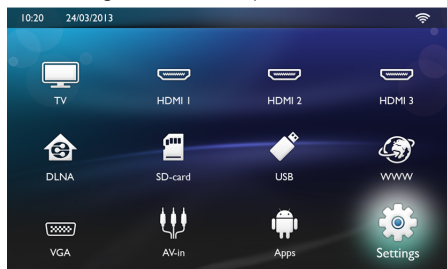 10:20 24/03/2013
TV HDMI 1 HDMI 2 HDMI 3
DLNA SD-card USB WWW
VGA AV-in Apps Settings